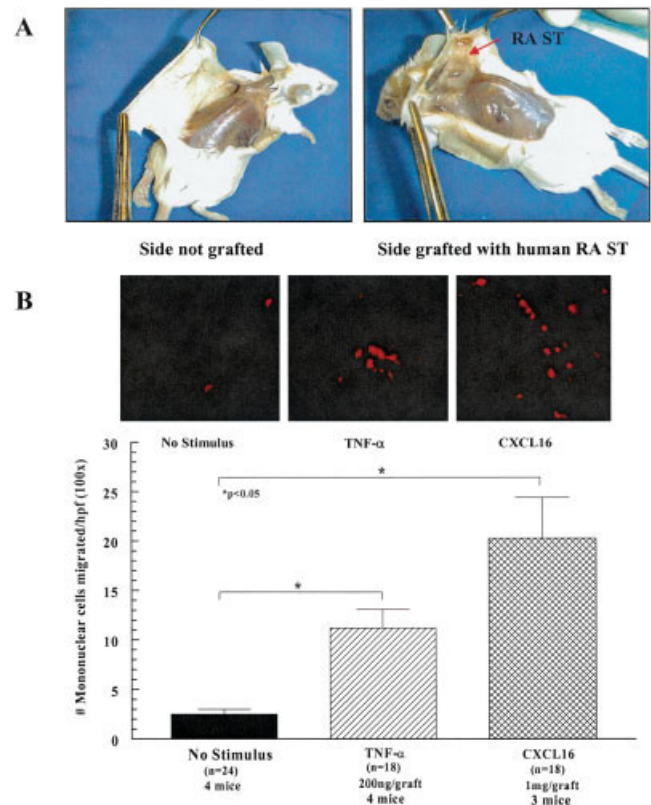 A
RA ST
Side not grafted
Side grafted with human RA ST
B
No Stimulus
TNF-α
CXCL16
# Mononuclear cells migrated/hpf (100x)
30
25
20
15
10
5
0
*
*p<0.05
*
No Stimulus
(n=24)
4 mice
TNF-α
(n=18)
200ng/graft
4 mice
CXCL16
(n=18)
1mg/graft
3 mice